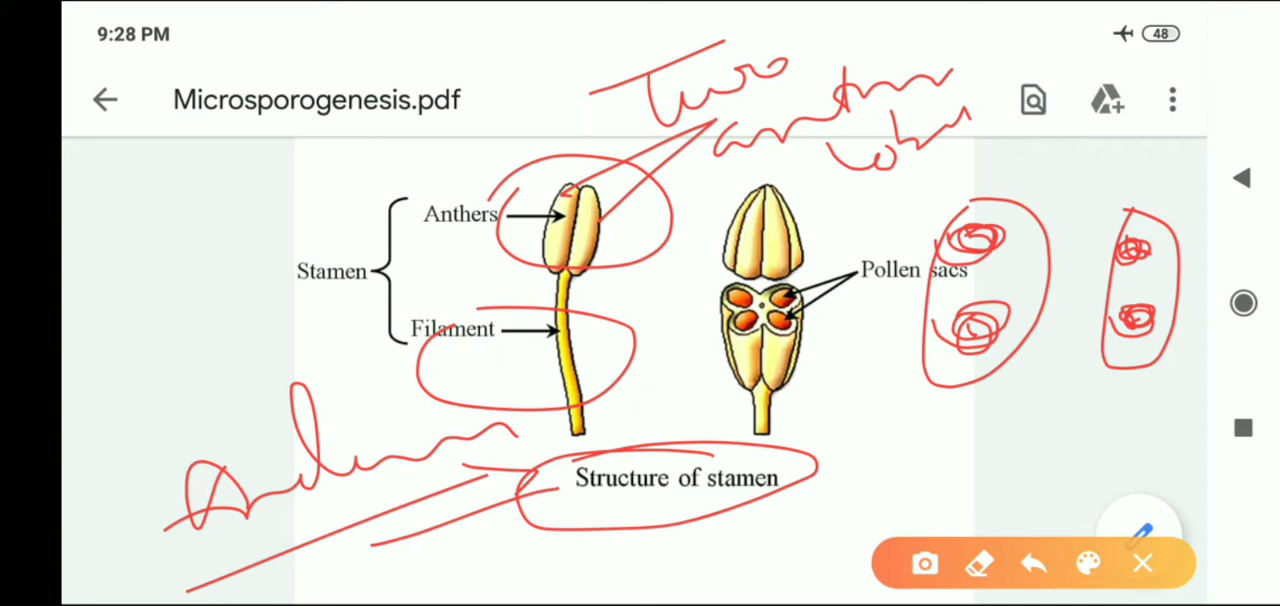 9:28 PM
48
Microsporogenesis.pdf
Two
anther
lobes
Anthers
Stamen
Pollen sacs
Filament
Structure of stamen